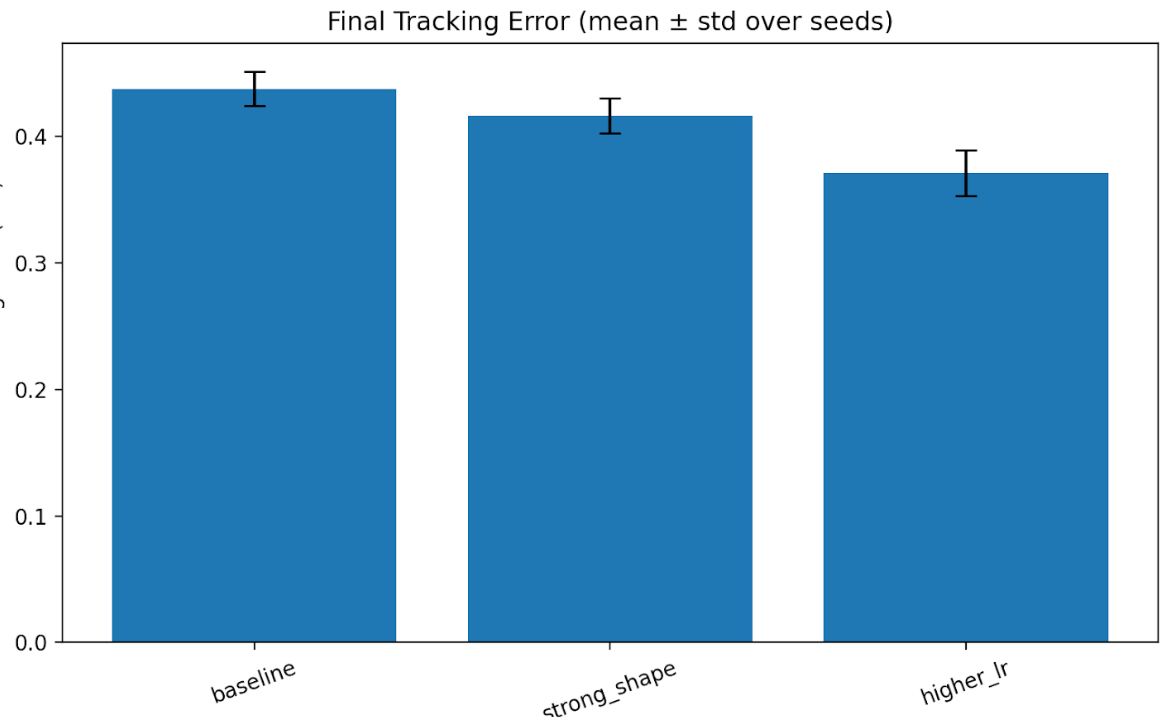 Final Tracking Error (mean ± std over seeds)
0.4
0.3
0.2
0.1
0.0
baseline
strong_shape
higher_lr